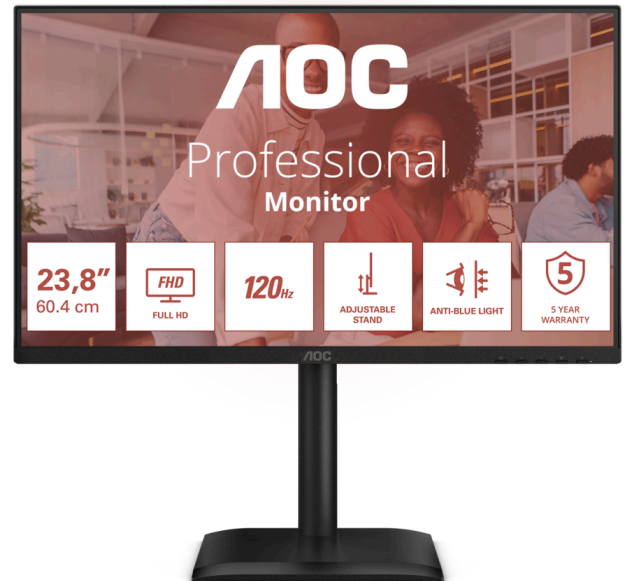 AOC
Professional
Monitor
23,8”
60.4 cm
FHD
FULL HD
120Hz
ADJUSTABLE
STAND
ANTI-BLUE LIGHT
5
5 YEAR
WARRANTY
AOC